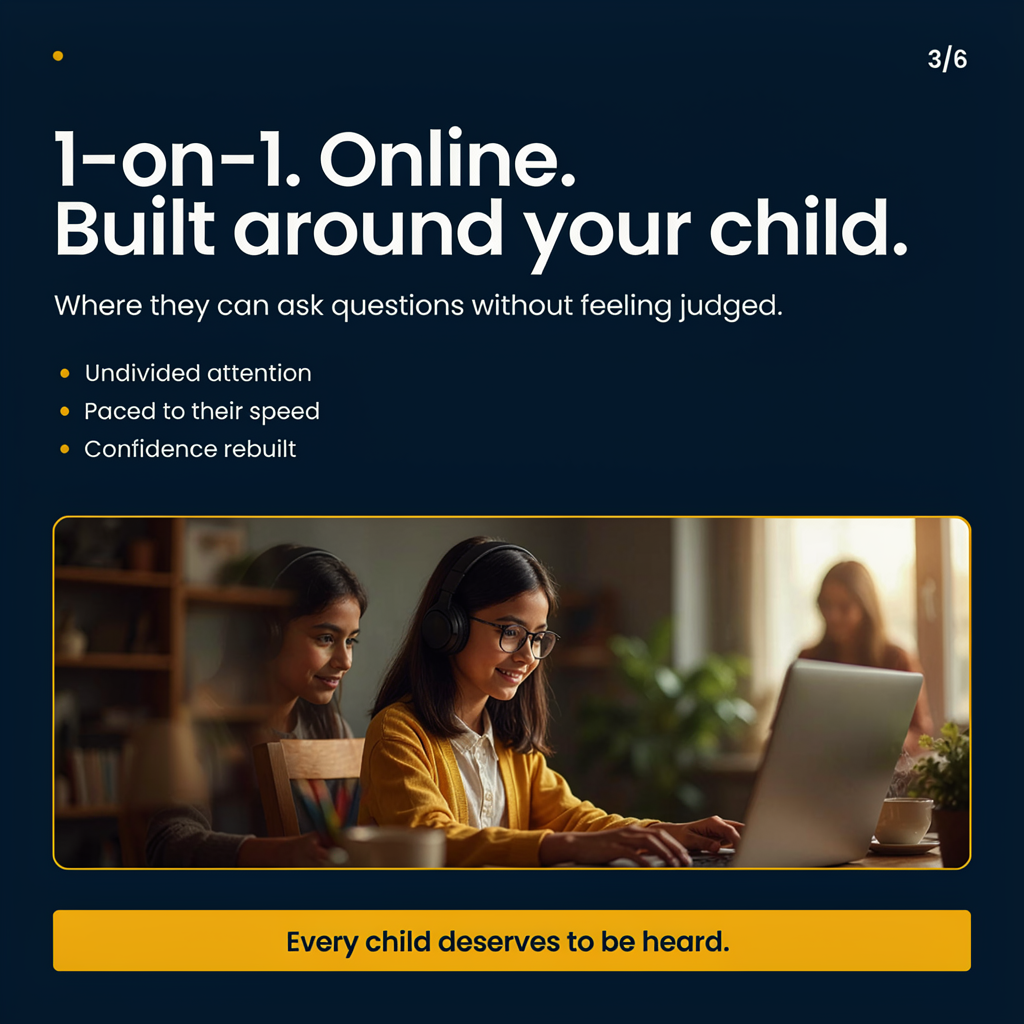 3/6
1-on-1. Online.
Built around your child.
Where they can ask questions without feeling judged.
Undivided attention
Paced to their speed
Confidence rebuilt
Every child deserves to be heard.